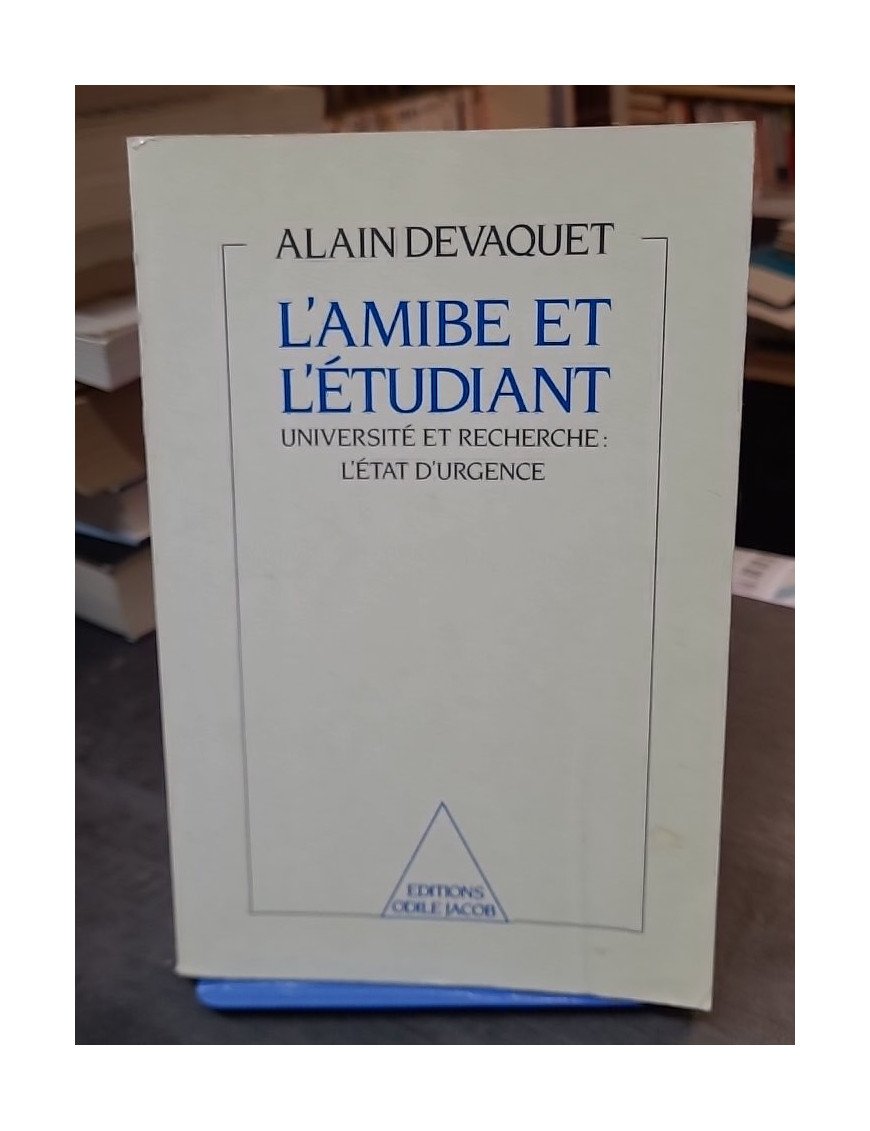 ALAIN DEVAQUET
L'AMIBE ET
L'ÉTUDIANT
UNIVERSITÉ ET RECHERCHE :
L'ÉTAT D'URGENCE
EDITIONS
ODILE JACOB